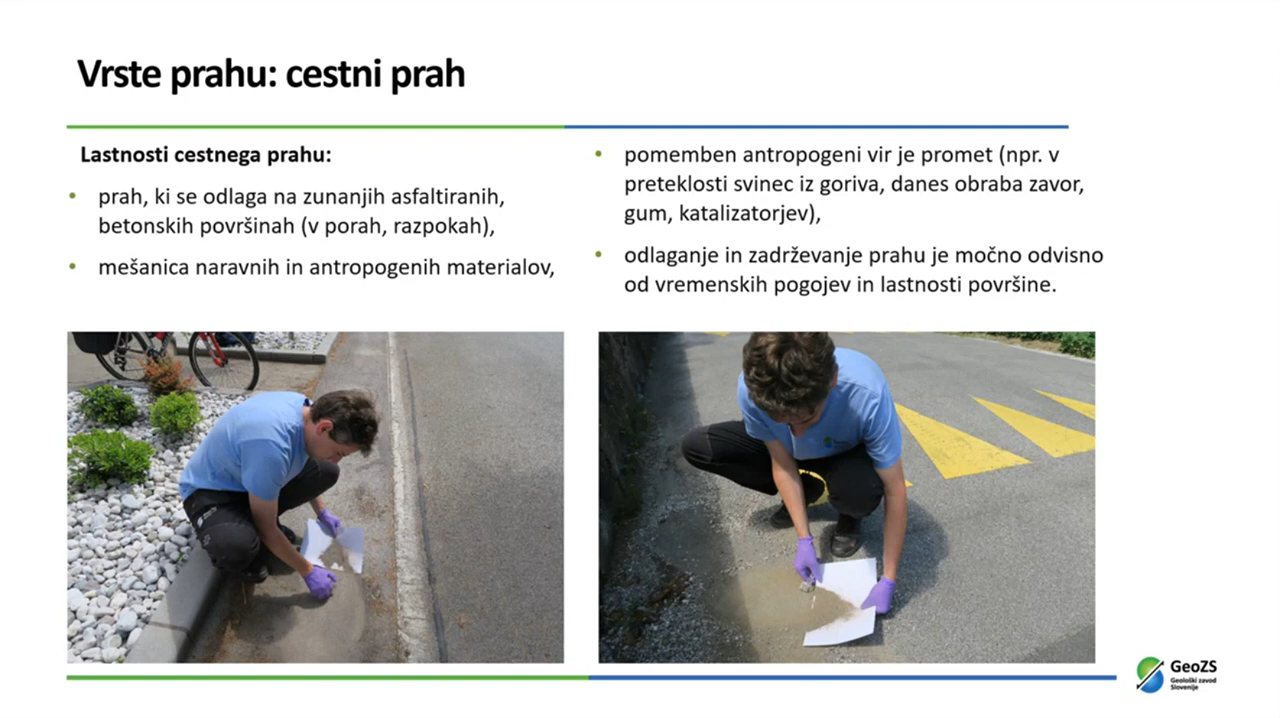 Vrste prahu: cestni prah
Lastnosti cestnega prahu:
• prah, ki se odlaga na zunanjih asfaltiranih,
betonskih površinah (v porah, razpokah),
• mešanica naravnih in antropogenih materialov,
• pomemben antropogeni vir je promet (npr. v
preteklosti svinec iz goriva, danes obraba zavor,
gum, katalizatorjev),
• odlaganje in zadrževanje prahu je močno odvisno
od vremenskih pogojev in lastnosti površine.
GeoZS
Geološki zavod
Slovenije